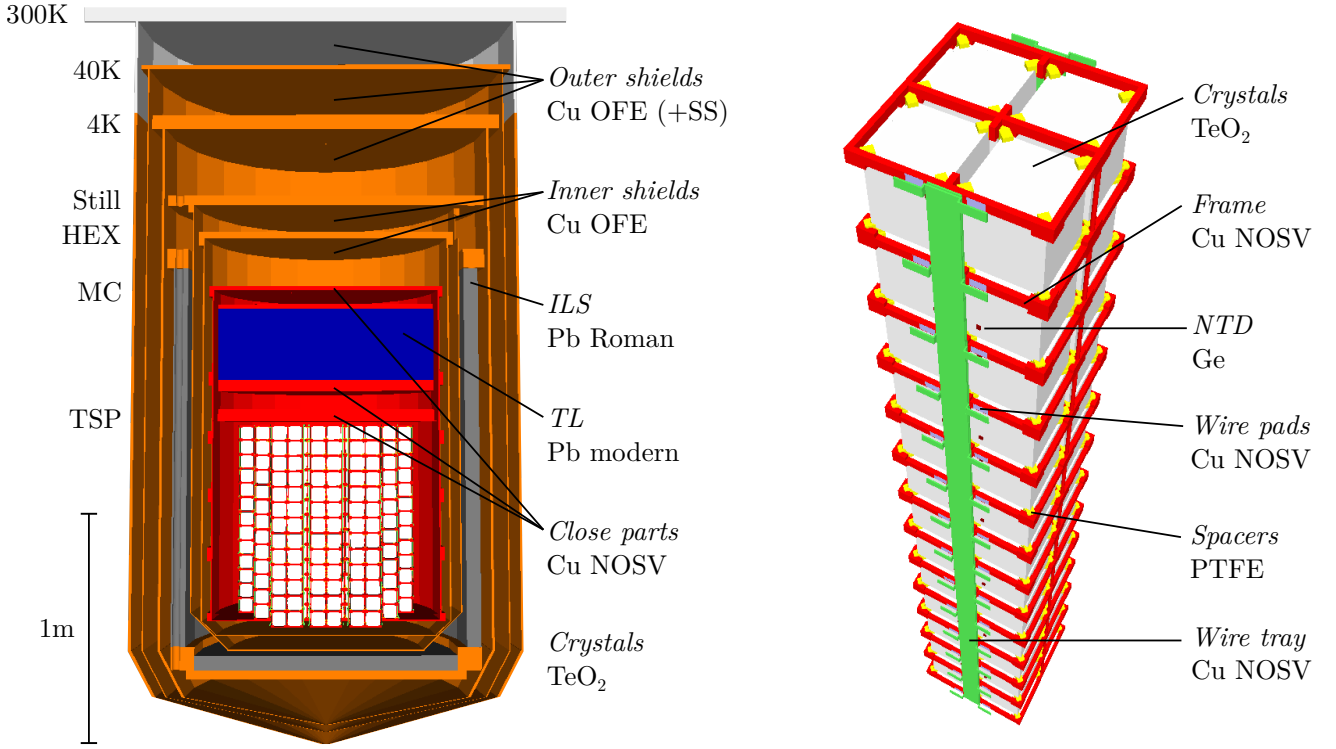 300K
40K
4K
Still
HEX
MC
TSP
1m
Outer shields
Cu OFE (+SS)
Inner shields
Cu OFE
ILS
Pb Roman
TL
Pb modern
Close parts
Cu NOSV
Crystals
TeO₂
Crystals
TeO₂
Frame
Cu NOSV
NTD
Ge
Wire pads
Cu NOSV
Spacers
PTFE
Wire tray
Cu NOSV